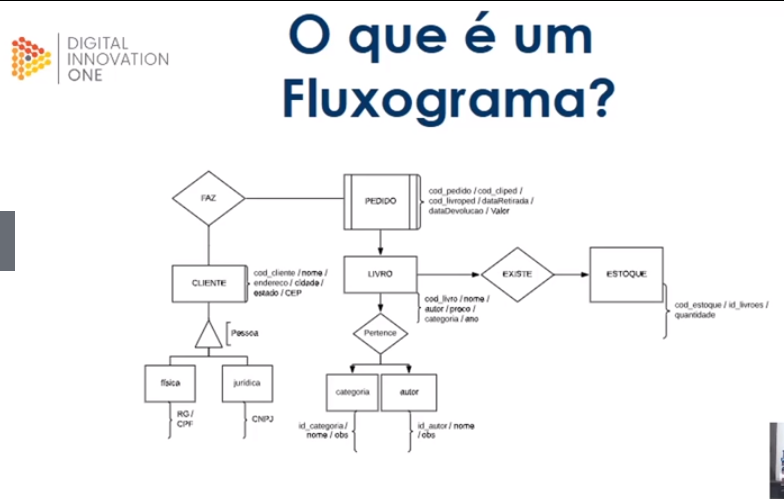 DIGITAL
INNOVATION
ONE
O que é um
Fluxograma?
FAZ
PEDIDO
cod_pedido / cod_cliped /
cod_livroped / dataRetirada /
dataDevolucao / Valor
CLIENTE
cod_cliente / nome /
endereco / cidade /
estado / CEP
LIVRO
EXISTE
ESTOQUE
cod_livro / nome /
autor / preco /
categoria / ano
cod_estoque / id_livroes /
quantidade
Pessoa
Pertence
física
jurídica
categoria
autor
RG /
CPF
CNPJ
id_categoria /
nome / obs
id_autor / nome
/ obs